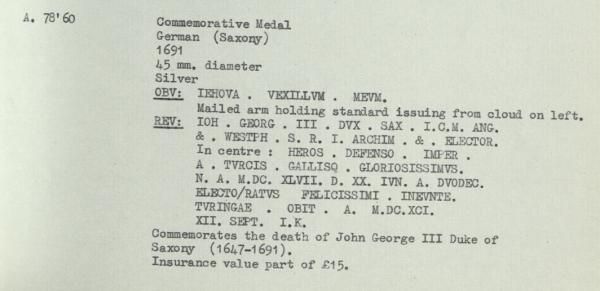 A. 78'60
Commemorative Medal
German (Saxony)
1691
45 mm. diameter
Silver
OBV: IEHOVA . VEXILLVM . MEVM.
Mailed arm holding standard issuing from cloud on left.
REV: IOH . GEORG . III . DVX . SAX . I.C.M. ANG.
& . WESTPH . S. R. I. ARCHIM . & . ELECTOR.
In centre : HEROS . DEFENSO . IMPER .
A . TVRCIS . GALLISQ . GLORIOSISSIMVS.
N. A. M.DC. XLVII. D. XX. IVN. A. DVODEC.
ELECTO/RATVS FELICISSIMI . INEVNTE.
TVRINGAE . OBIT . A. M.DC.XCI.
XII. SEPT. I.K.
Commemorates the death of John George III Duke of
Saxony (1647-1691).
Insurance value part of £15.